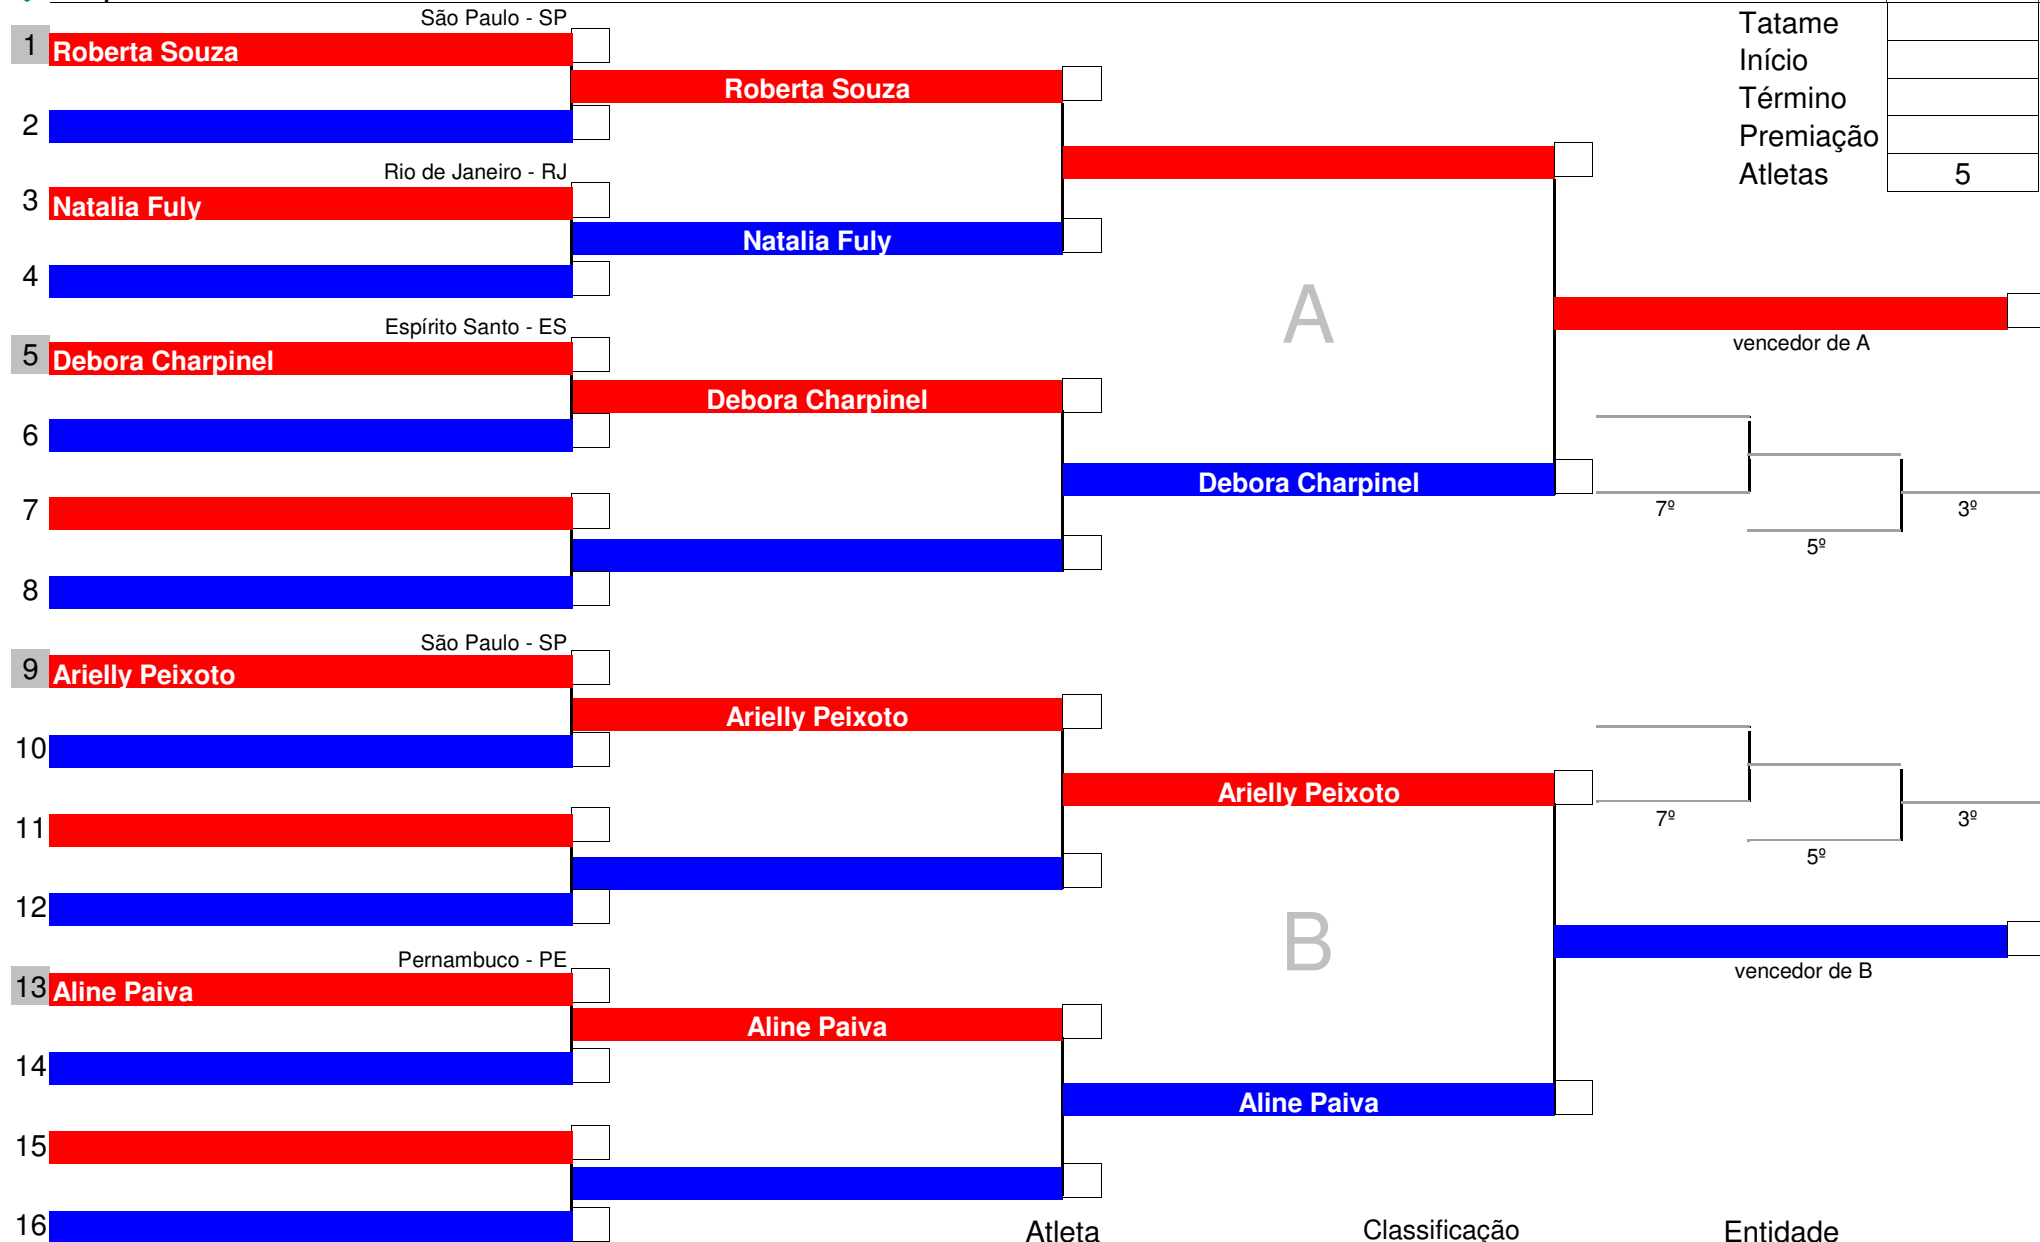 São Paulo - SP
Tatame
1 Roberta Souza
Início
Roberta Souza
Término
2
Premiação
Rio de Janeiro - RJ
Atletas 5
3 Natalia Fuly
Natalia Fuly
4
A
Espírito Santo - ES
vencedor de A
5 Debora Charpinel
Debora Charpinel
6
Debora Charpinel
7
7º 3º
5º
8
São Paulo - SP
9 Arielly Peixoto
Arielly Peixoto
10
Arielly Peixoto
11
7º 3º
5º
12
B
Pernambuco - PE
vencedor de B
13 Aline Paiva
Aline Paiva
14
Aline Paiva
15
16
Atleta Classificação Entidade